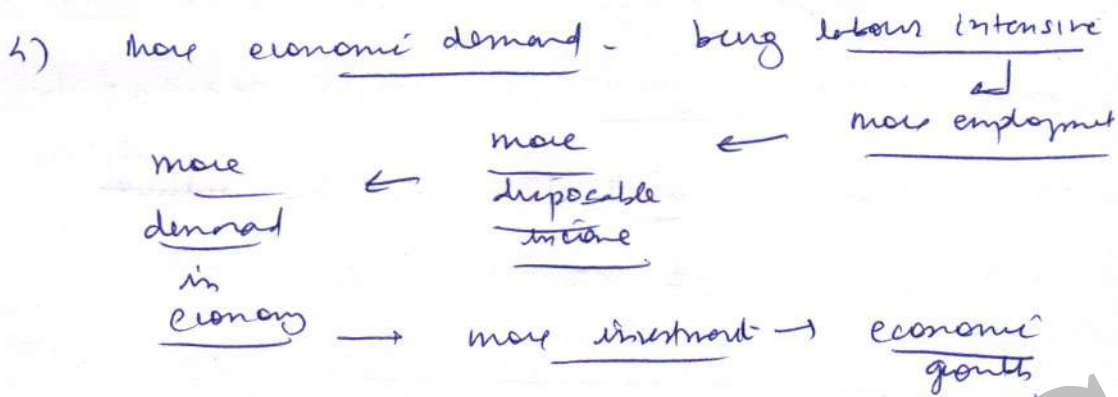 4) More economic demand - being labour intensive
↓
more employment
← more disposable income
← more demand in economy
→ more investment → economic growth